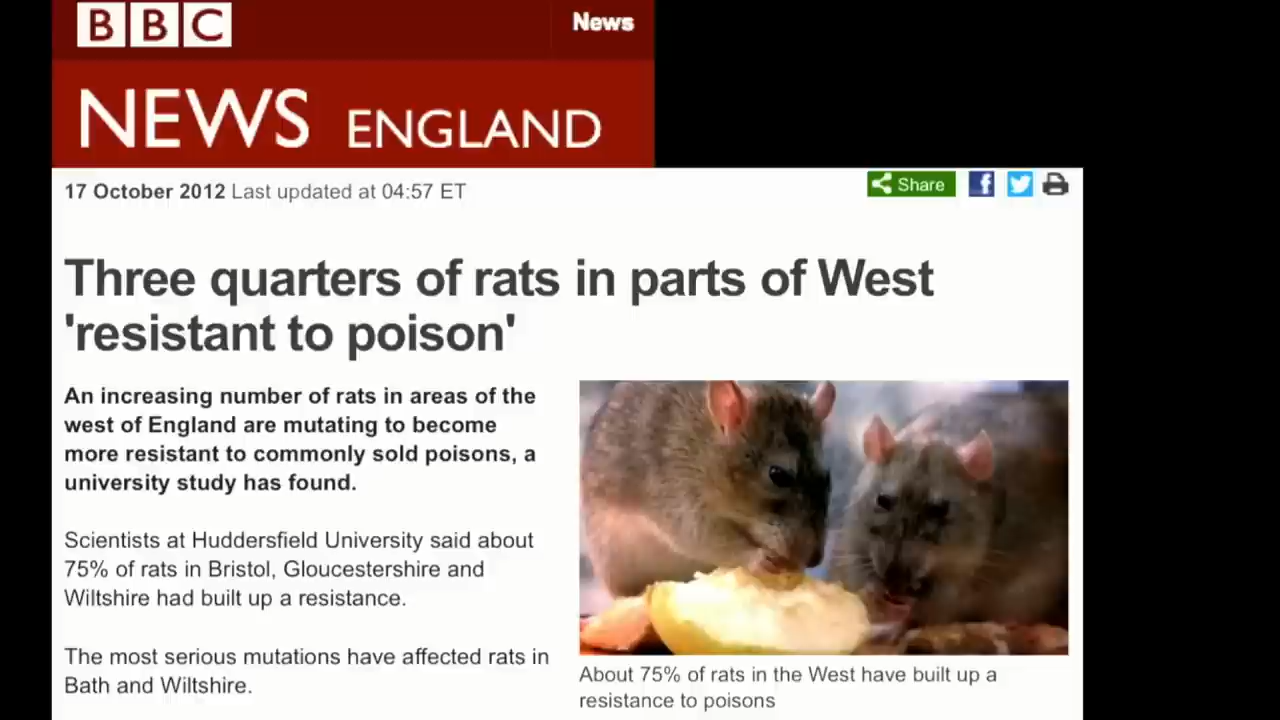 BBC
News
NEWS ENGLAND
17 October 2012 Last updated at 04:57 ET
Share
Three quarters of rats in parts of West
'resistant to poison'
An increasing number of rats in areas of the
west of England are mutating to become
more resistant to commonly sold poisons, a
university study has found.
Scientists at Huddersfield University said about
75% of rats in Bristol, Gloucestershire and
Wiltshire had built up a resistance.
The most serious mutations have affected rats in
Bath and Wiltshire.
About 75% of rats in the West have built up a
resistance to poisons